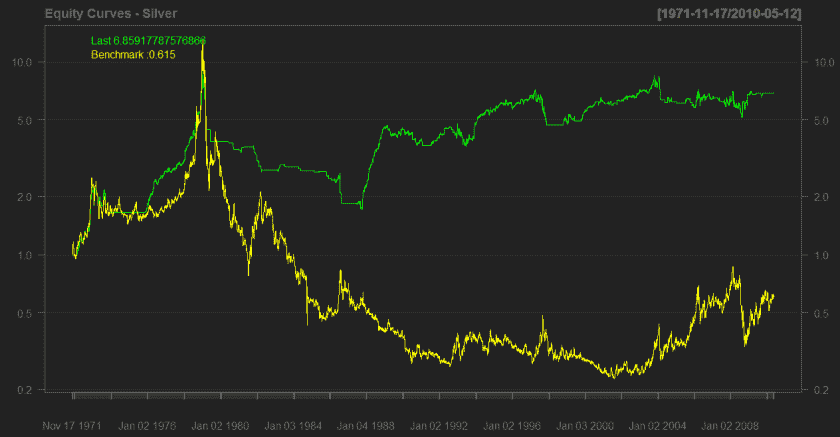 Equity Curves - Silver [1971-11-17/2010-05-12]
Last 6.85917787576866
Benchmark :0.615
10.0 10.0
5.0 5.0
2.0 2.0
1.0 1.0
0.5 0.5
0.2 0.2
Nov 17 1971 Jan 02 1976 Jan 02 1980 Jan 03 1984 Jan 04 1988 Jan 02 1992 Jan 02 1996 Jan 03 2000 Jan 02 2004 Jan 02 2008